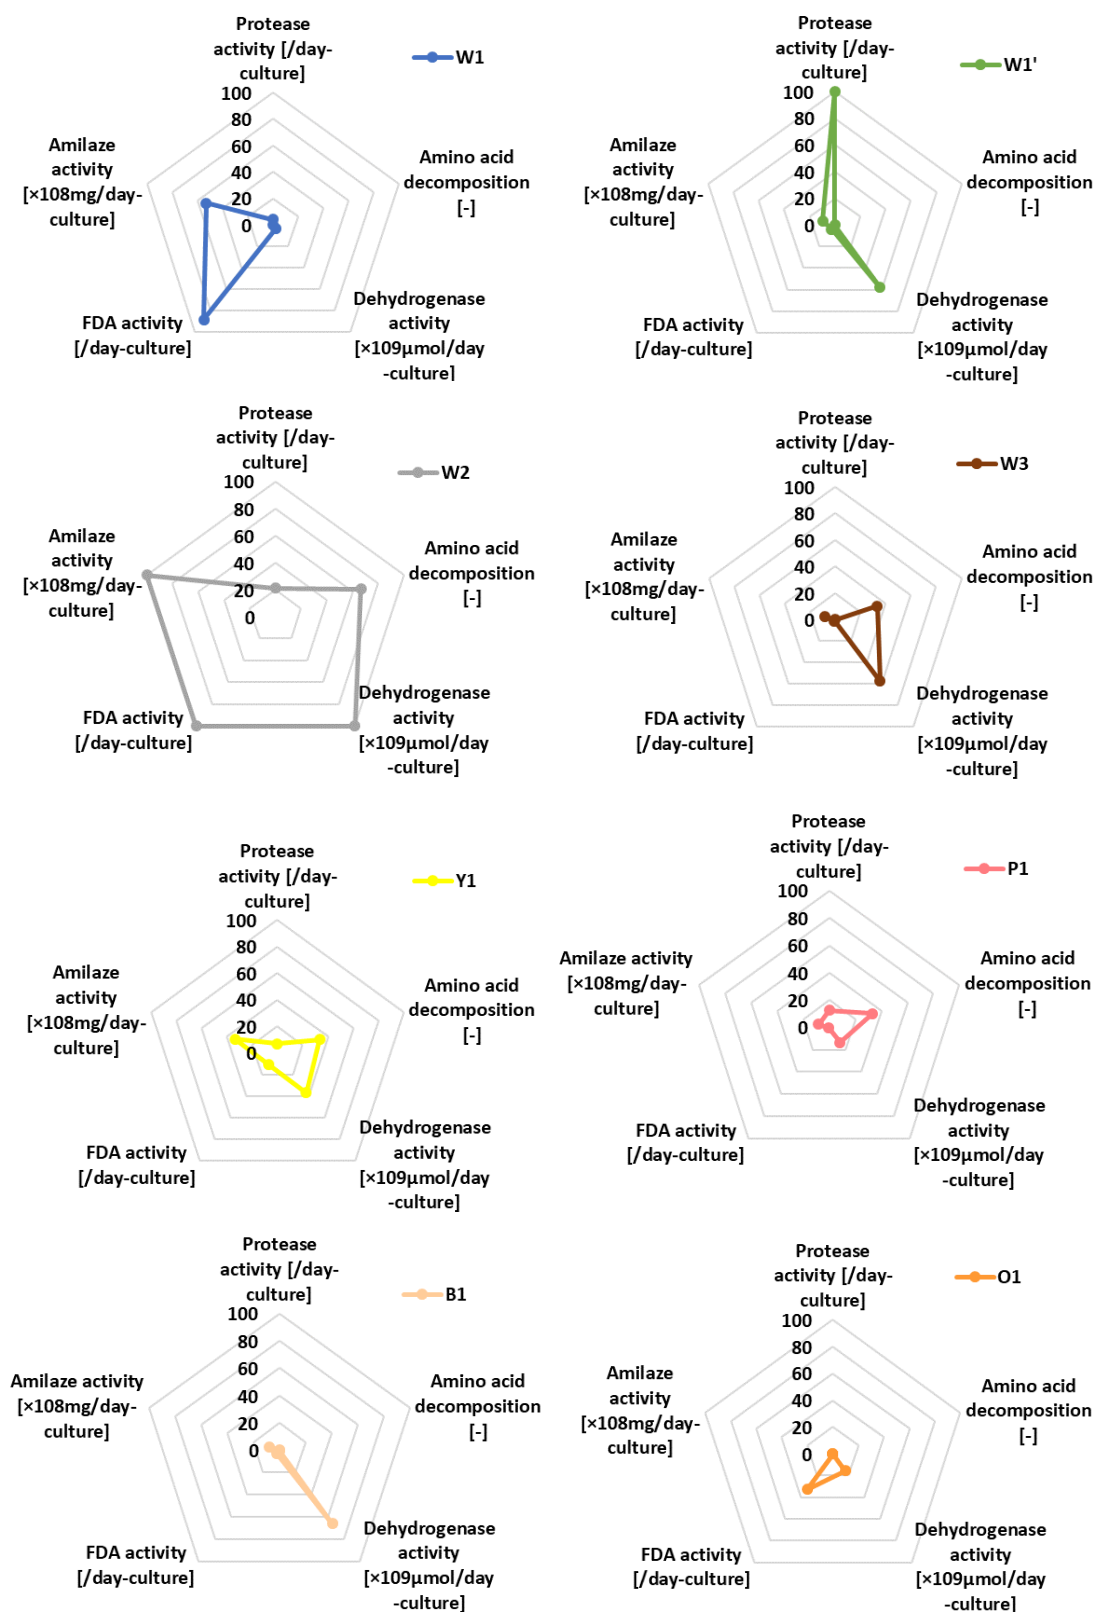 Protease
activity [/day-
culture]
W1
100
80
60
40
20
0
Amilaze
activity
[×108mg/day-
culture]
Amino acid
decomposition
[-]
FDA activity
[/day-culture]
Dehydrogenase
activity
[×109μmol/day
-culture]
Protease
activity [/day-
culture]
W1'
100
80
60
40
20
0
Amilaze
activity
[×108mg/day-
culture]
Amino acid
decomposition
[-]
FDA activity
[/day-culture]
Dehydrogenase
activity
[×109μmol/day
-culture]
Protease
activity [/day-
culture]
W2
100
80
60
40
20
0
Amilaze
activity
[×108mg/day-
culture]
Amino acid
decomposition
[-]
FDA activity
[/day-culture]
Dehydrogenase
activity
[×109μmol/day
-culture]
Protease
activity [/day-
culture]
W3
100
80
60
40
20
0
Amilaze
activity
[×108mg/day-
culture]
Amino acid
decomposition
[-]
FDA activity
[/day-culture]
Dehydrogenase
activity
[×109μmol/day
-culture]
Protease
activity [/day-
culture]
Y1
100
80
60
40
20
0
Amilaze
activity
[×108mg/day-
culture]
Amino acid
decomposition
[-]
FDA activity
[/day-culture]
Dehydrogenase
activity
[×109μmol/day
-culture]
Protease
activity [/day-
culture]
P1
100
80
60
40
20
0
Amilaze activity
[×108mg/day-
culture]
Amino acid
decomposition
[-]
FDA activity
[/day-culture]
Dehydrogenase
activity
[×109μmol/day
-culture]
Protease
activity [/day-
culture]
B1
100
80
60
40
20
0
Amilaze activity
[×108mg/day-
culture]
Amino acid
decomposition
[-]
FDA activity
[/day-culture]
Dehydrogenase
activity
[×109μmol/day
-culture]
Protease
activity [/day-
culture]
O1
100
80
60
40
20
0
Amilaze
activity
[×108mg/day-
culture]
Amino acid
decomposition
[-]
FDA activity
[/day-culture]
Dehydrogenase
activity
[×109μmol/day
-culture]